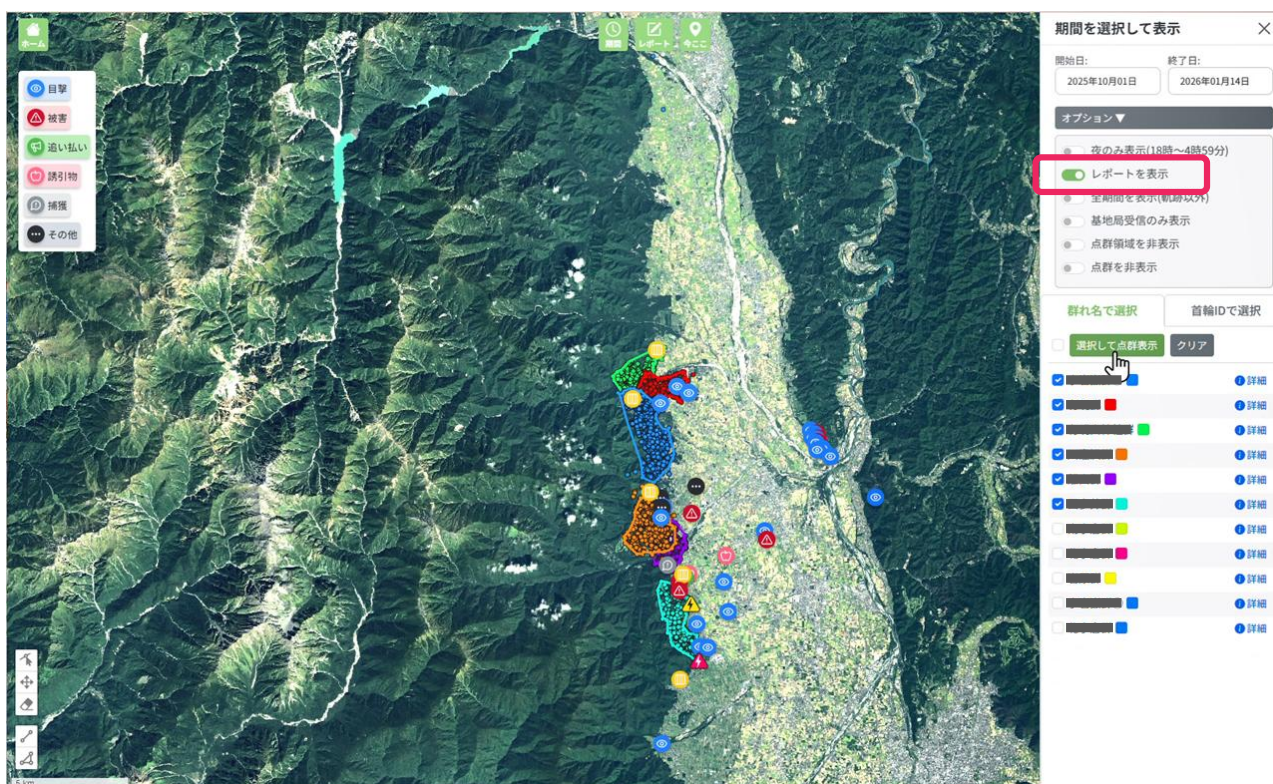 ホーム
期間
レポート
今ここ
目撃
被害
追い払い
誘引物
捕獲
その他
5 km
期間を選択して表示
開始日:
終了日:
2025年10月01日
2026年01月14日
オプション▼
夜のみ表示(18時～4時59分)
レポートを表示
全期間を表示(軌跡以外)
基地局受信のみ表示
点群領域を非表示
点群を非表示
群れ名で選択
首輪IDで選択
選択して点群表示
クリア
詳細
詳細
詳細
詳細
詳細
詳細
詳細
詳細
詳細
詳細
詳細